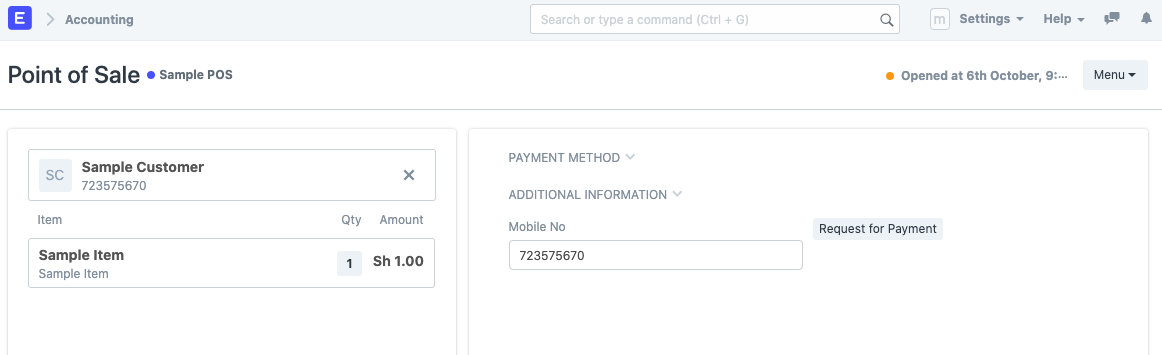 E
Accounting
Search or type a command (Ctrl + G)
m
Settings
Help
Point of Sale
Sample POS
Opened at 6th October, 9:···
Menu
SC
Sample Customer
723575670
Item Qty Amount
Sample Item
Sample Item
1
Sh 1.00
PAYMENT METHOD
ADDITIONAL INFORMATION
Mobile No
723575670
Request for Payment